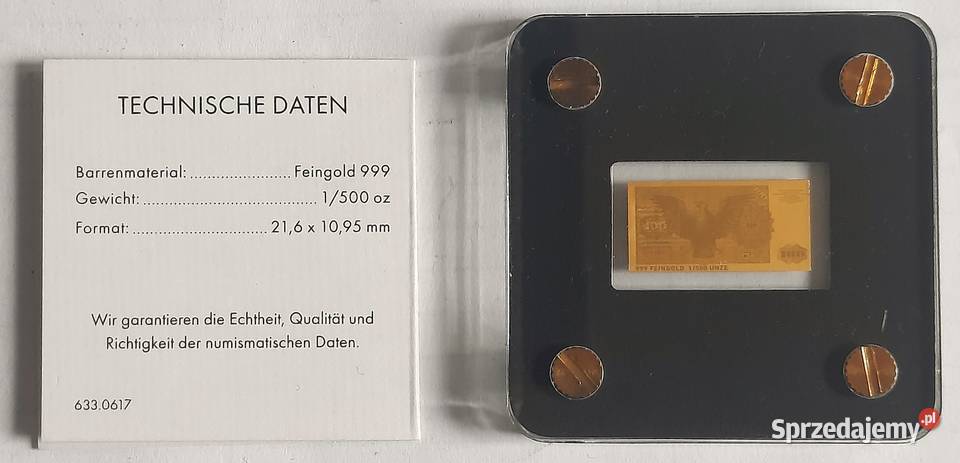 TECHNISCHE DATEN
Barrenmaterial:......................Feingold 999
Gewicht:......................................1/500 oz
Format:..............................21,6 x 10,95 mm
Wir garantieren die Echtheit, Qualität und
Richtigkeit der numismatischen Daten.
633.0617
100
999 FEINGOLD 1/500 UNZE
Sprzedajemy.pl